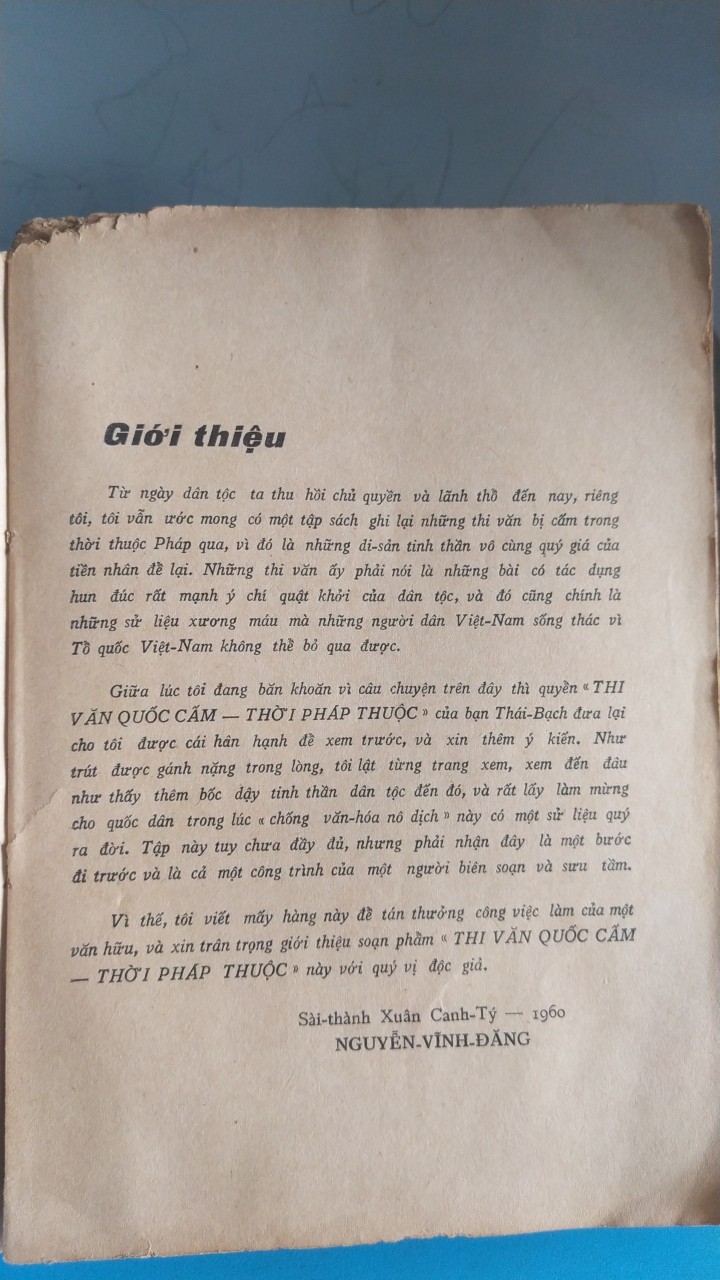 Giới thiệu
Từ ngày dân tộc ta thu hồi chủ quyền và lãnh thổ đến nay, riêng
tôi, tôi vẫn ước mong có một tập sách ghi lại những thi văn bị cấm trong
thời thuộc Pháp qua, vì đó là những di-sản tinh thần vô cùng quý giá của
tiền nhân để lại. Những thi văn ấy phải nói là những bài có tác dụng
hun đúc rất mạnh ý chí quật khởi của dân tộc, và đó cũng chính là
những sử liệu xương máu mà những người dân Việt-Nam sống thác vì
Tổ quốc Việt-Nam không thể bỏ qua được.
Giữa lúc tôi đang băn khoăn vì câu chuyện trên đây thì quyển « THI
VĂN QUỐC CẤM — THỜI PHÁP THUỘC » của bạn Thái-Bạch đưa lại
cho tôi được cái hân hạnh để xem trước, và xin thêm ý kiến. Như
trút được gánh nặng trong lòng, tôi lật từng trang xem, xem đến đâu
như thấy thêm bốc dậy tinh thần dân tộc đến đó, và rất lấy làm mừng
cho quốc dân trong lúc « chống văn-hóa nô dịch » này có một sử liệu quý
ra đời. Tập này tuy chưa đầy đủ, nhưng phải nhận đây là một bước
đi trước và là cả một công trình của một người biên soạn và sưu tầm.
Vì thế, tôi viết mấy hàng này để tán thưởng công việc làm của một
văn hữu, và xin trân trọng giới thiệu soạn phẩm « THI VĂN QUỐC CẤM
— THỜI PHÁP THUỘC » này với quý vị độc giả.
Sài-thành Xuân Canh-Tý — 1960
NGUYỄN-VĨNH-ĐĂNG